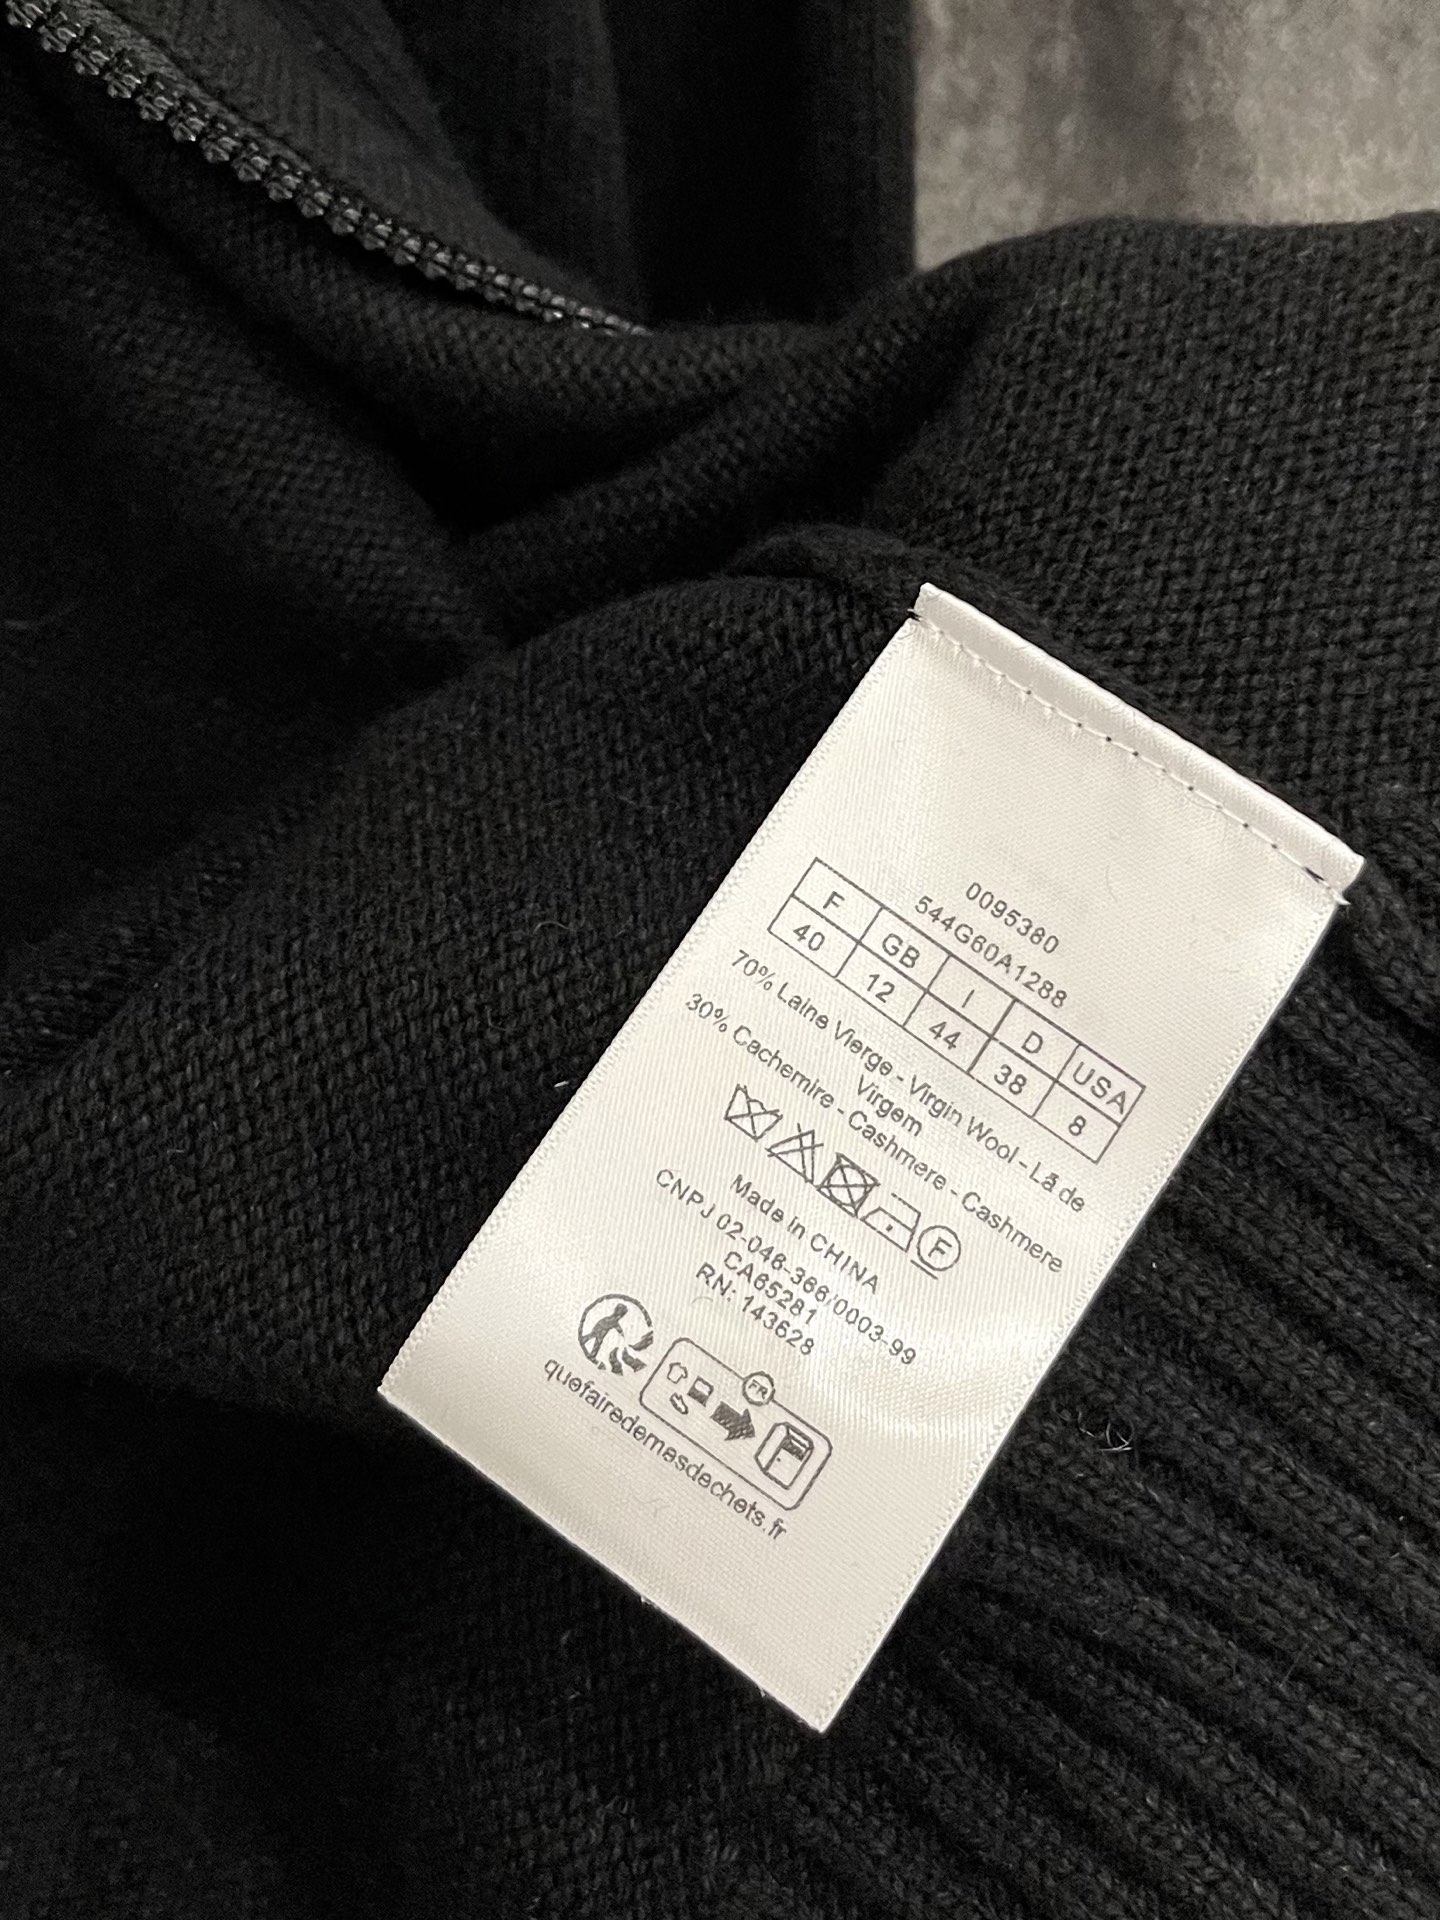 0095380
544G60A1288
F GB I D USA
40 12 44 38 8
70% Laine Vierge - Virgin Wool - Lã de
Virgem
30% Cachemire - Cashmere - Cashmere
F
Made in CHINA
CNPJ 02-046-366/0003-99
CA65281
RN: 143628
FR
quefairedemesdechets.fr